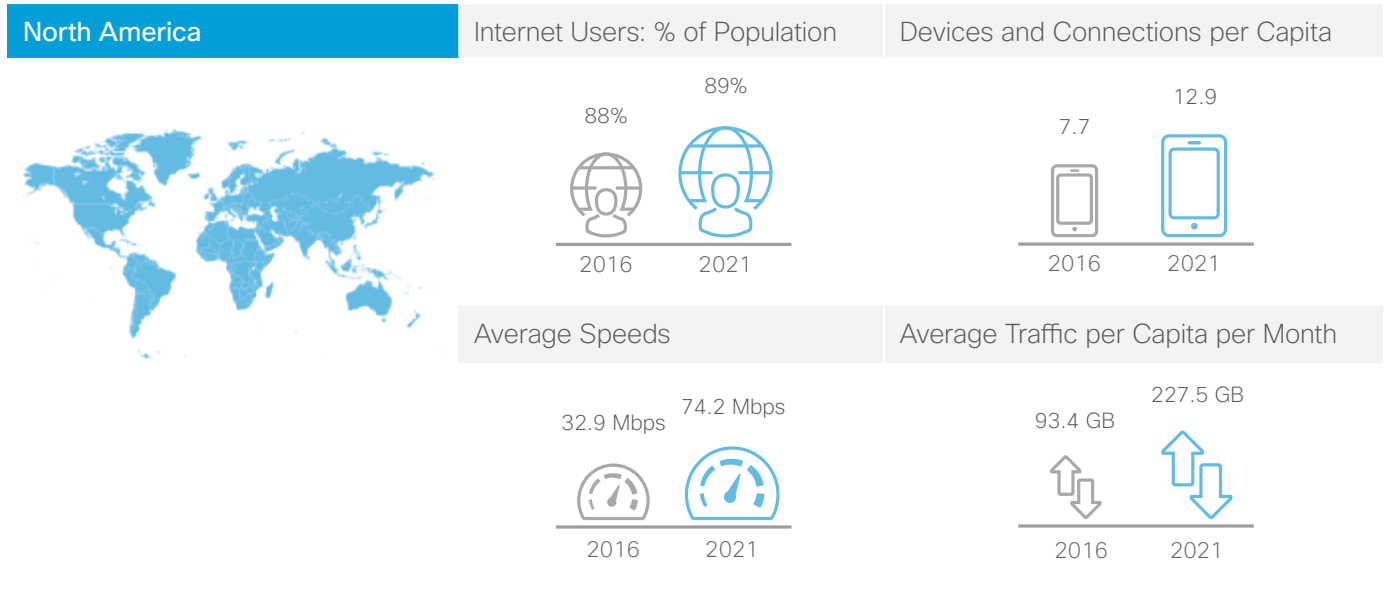 North America
Internet Users: % of Population
Devices and Connections per Capita
88%
89%
2016
2021
7.7
12.9
2016
2021
Average Speeds
Average Traffic per Capita per Month
32.9 Mbps
74.2 Mbps
2016
2021
93.4 GB
227.5 GB
2016
2021